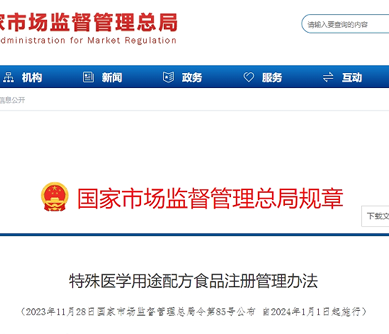 家市场监督管理总局
Administration for Market Regulation
请输入要查询的内容
机构 新闻 政务 服务 互动
信息公开
国家市场监督管理总局规章
下载文
特殊医学用途配方食品注册管理办法
（2023年11月28日国家市场监督管理总局令第85号公布 自2024年1月1日起施行）